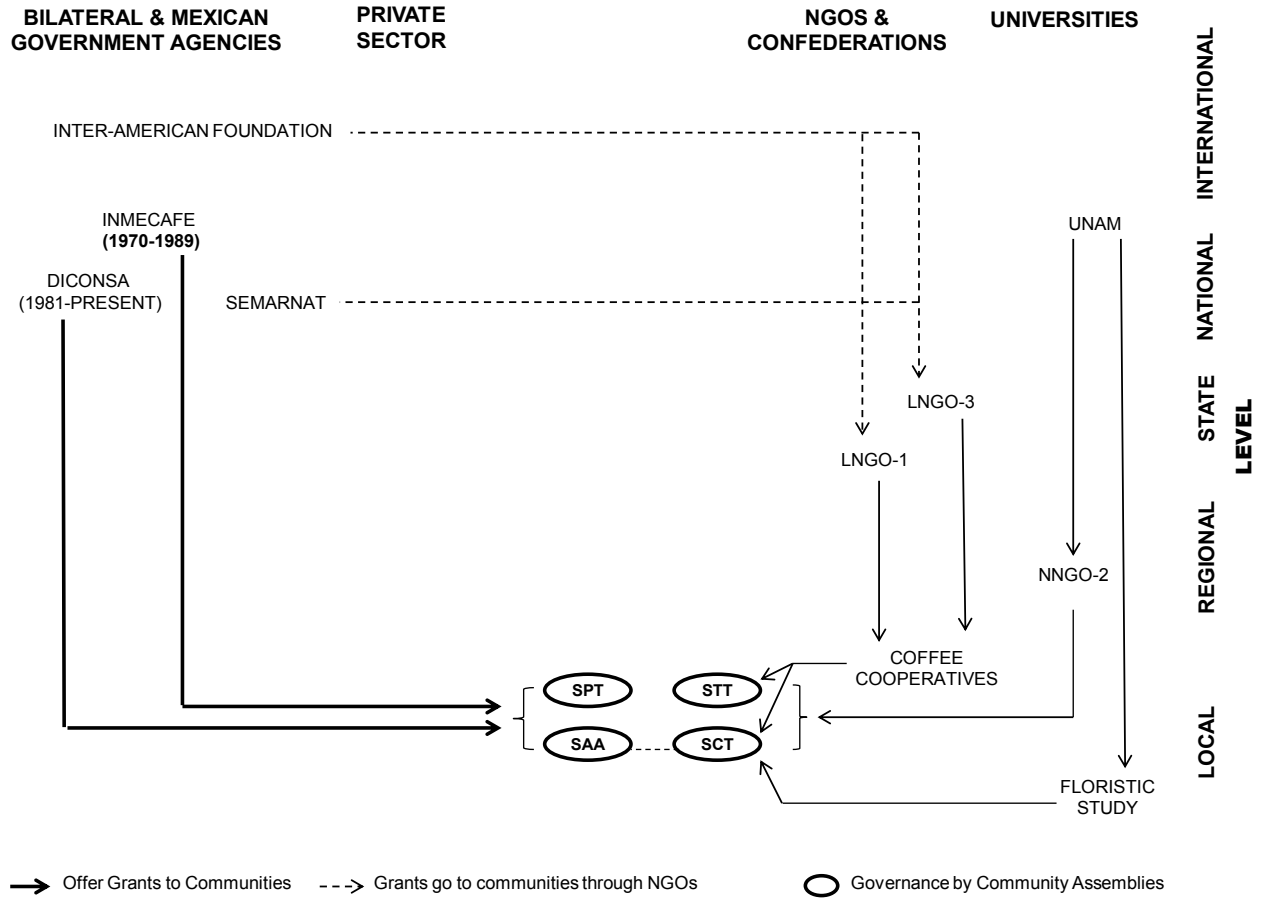 BILATERAL & MEXICAN
GOVERNMENT AGENCIES
PRIVATE
SECTOR
NGOS &
CONFEDERATIONS
UNIVERSITIES
INTERNATIONAL
INTER-AMERICAN FOUNDATION
INMECAFE
(1970-1989)
UNAM
DICONSA
(1981-PRESENT)
SEMARNAT
NATIONAL
LNGO-3
STATE
LEVEL
LNGO-1
REGIONAL
NNGO-2
COFFEE
COOPERATIVES
SPT
STT
SAA
SCT
LOCAL
FLORISTIC
STUDY
Offer Grants to Communities
Grants go to communities through NGOs
Governance by Community Assemblies